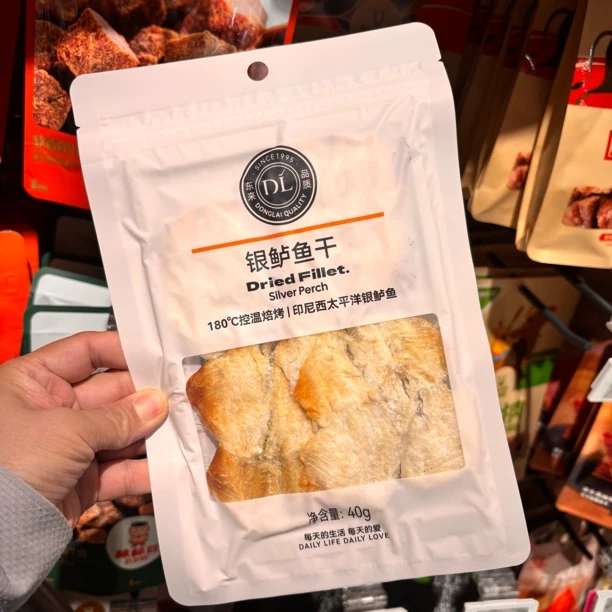 SINCE1995
东来 DL 品质
DONGLAI QUALITY
银鲈鱼干
Dried Fillet.
Silver Perch
180℃控温焙烤 | 印尼西太平洋银鲈鱼
净含量: 40g
每天的生活 每天的爱
DAILY LIFE DAILY LOVE